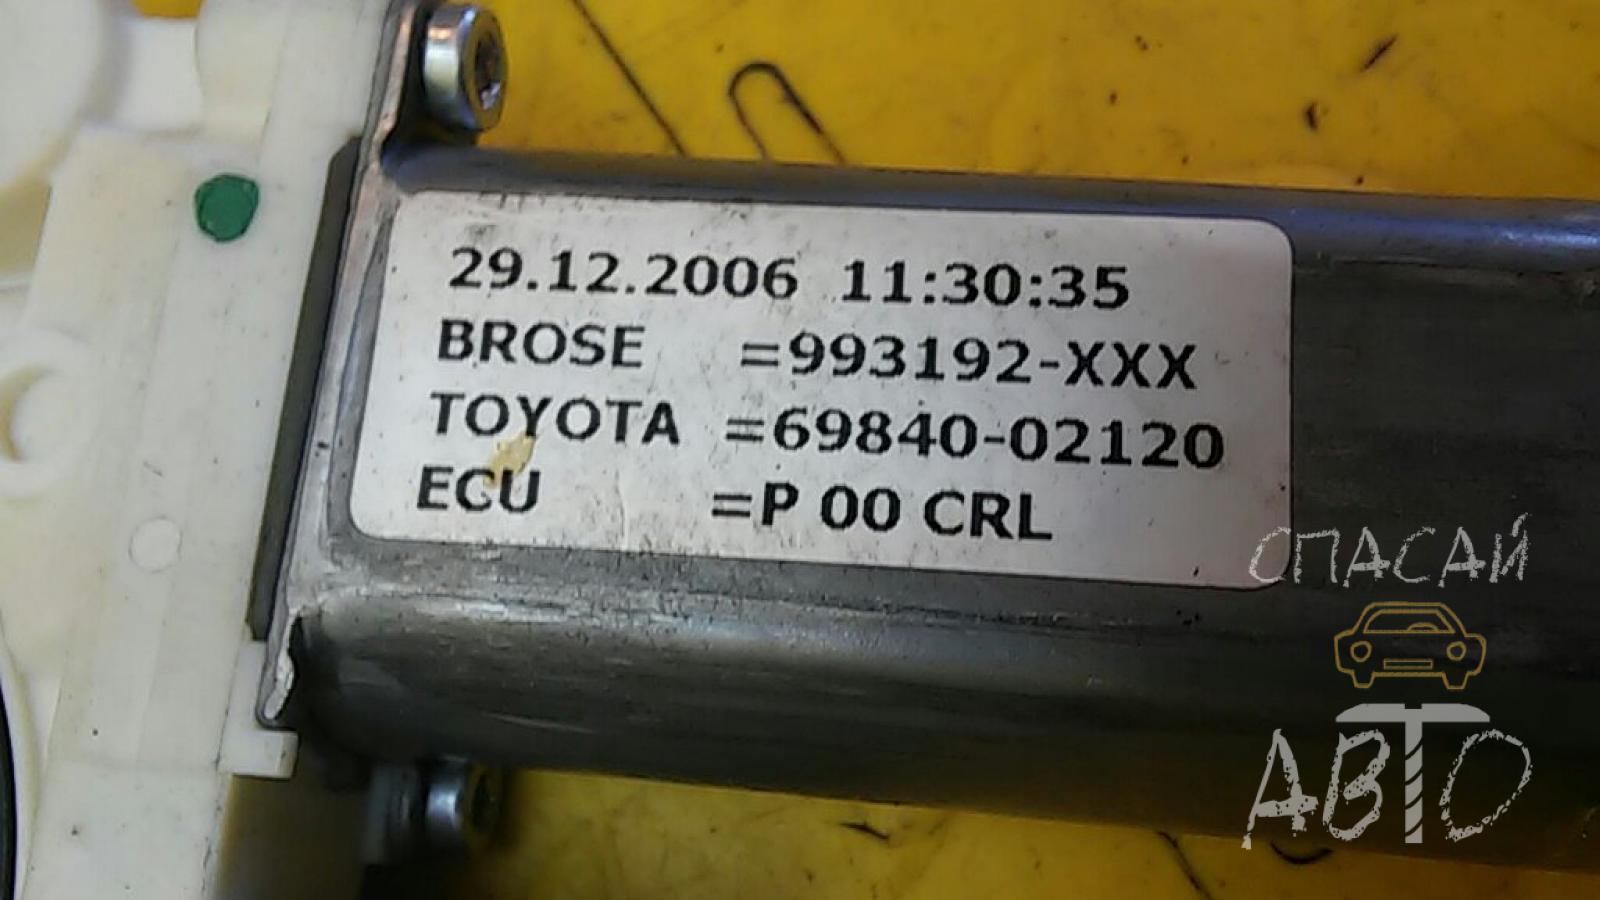 29.12.2006 11:30:35
BROSE =993192-XXX
TOYOTA =69840-02120
ECU =P 00 CRL
СПАСАЙ
АВТО